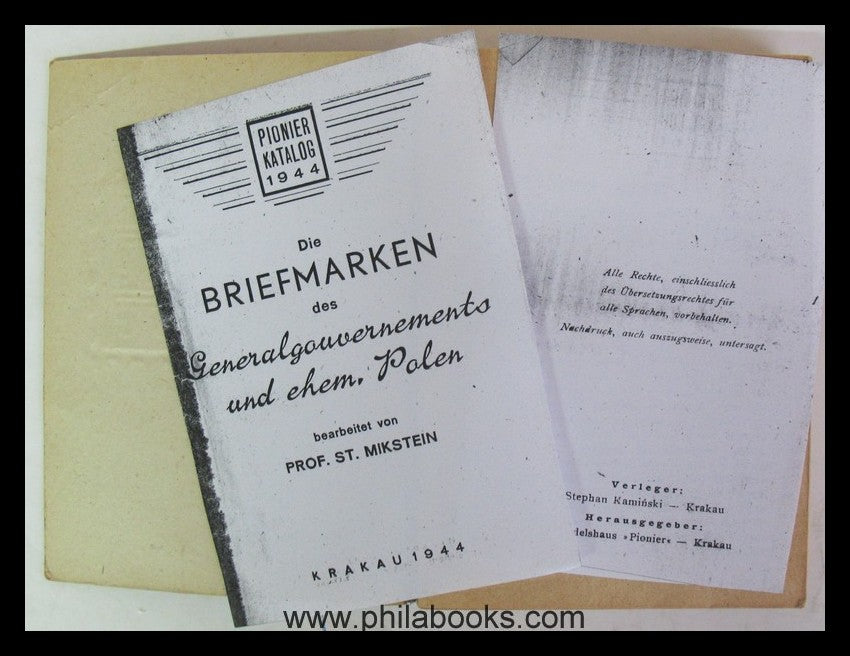 PIONIER
KATALOG
1944
Die
BRIEFMARKEN
des
Generalgouvernements
und ehem. Polen
bearbeitet von
PROF. ST. MIKSTEIN
KRAKAU 1944
Alle Rechte, einschliesslich
des Übersetzungsrechtes für
alle Sprachen, vorbehalten.
Nachdruck, auch auszugsweise, untersagt.
Verleger:
Stephan Kamiński — Krakau
Herausgegeber:
delshaus »Pionier« — Krakau
www.philabooks.com